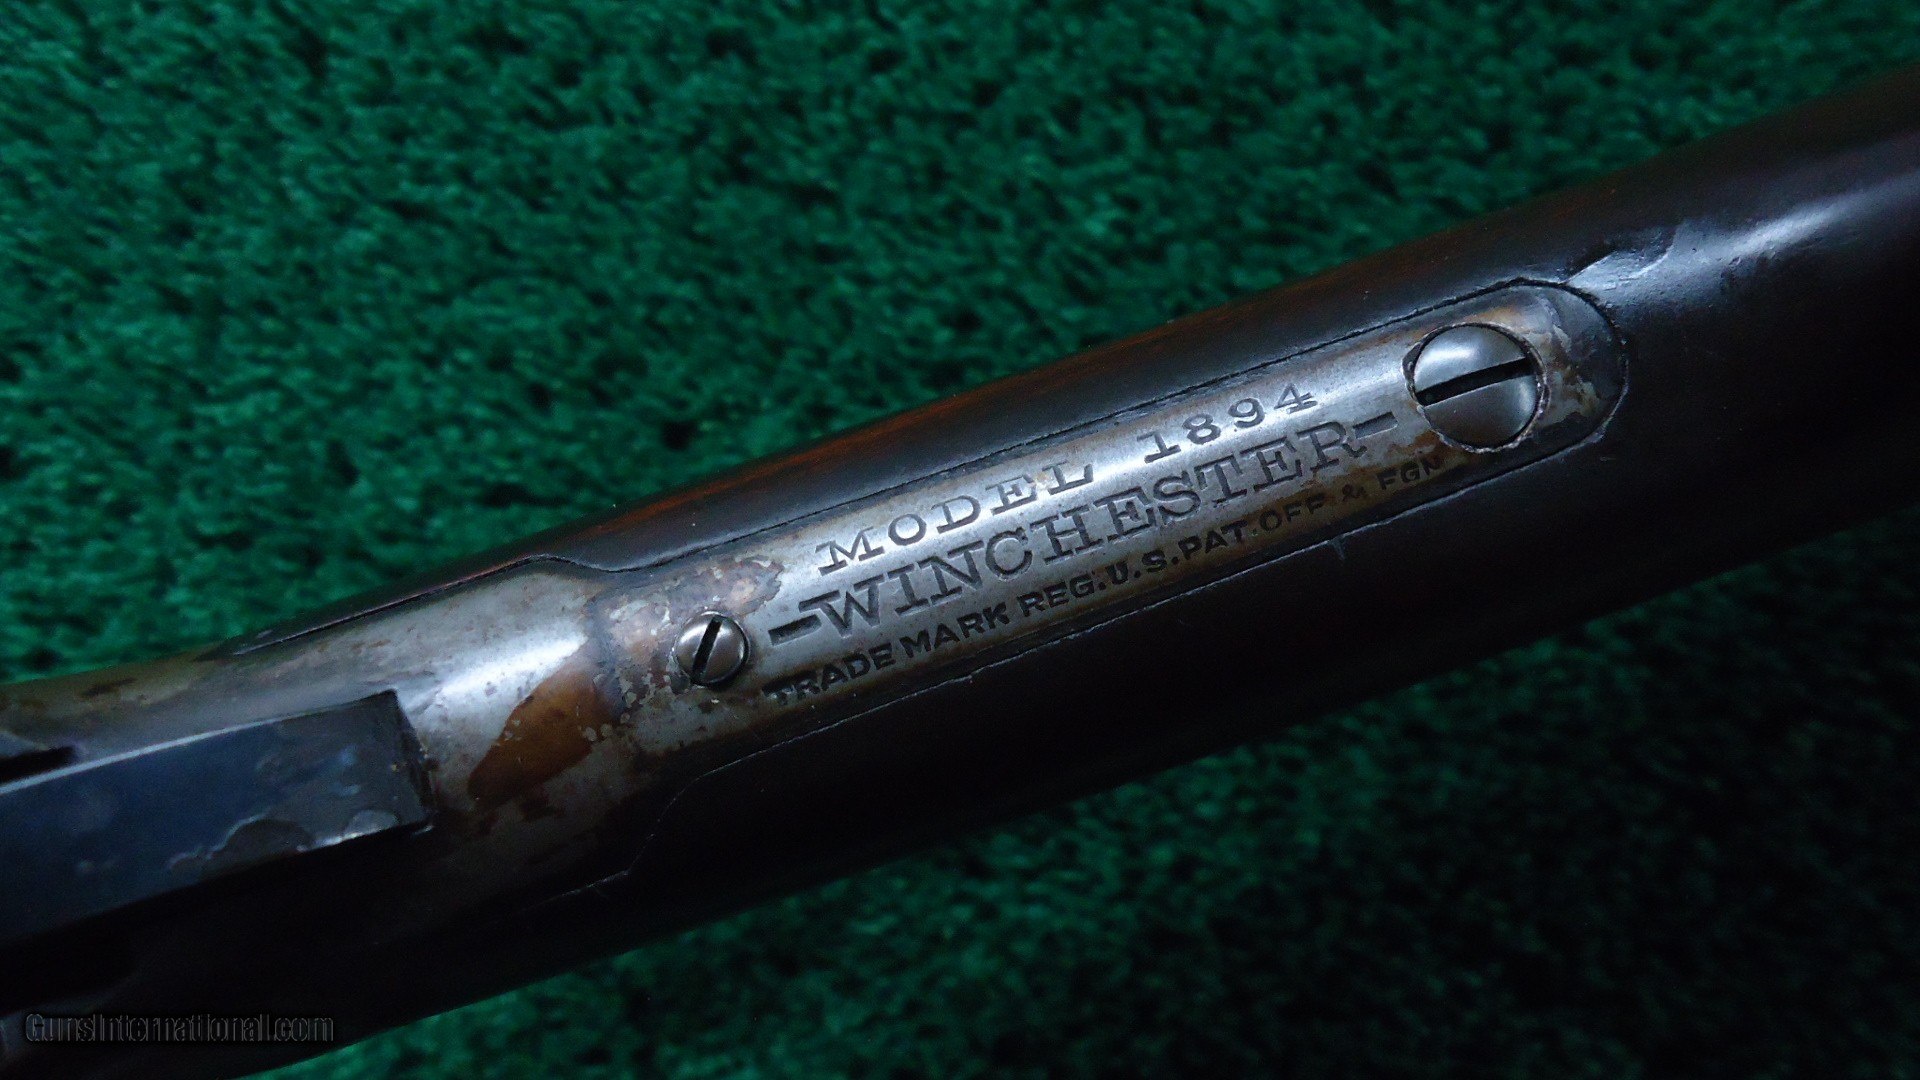 MODEL 1894
-WINCHESTER-
TRADE MARK REG. U.S. PAT. OFF & FGN
GunsInternational.com